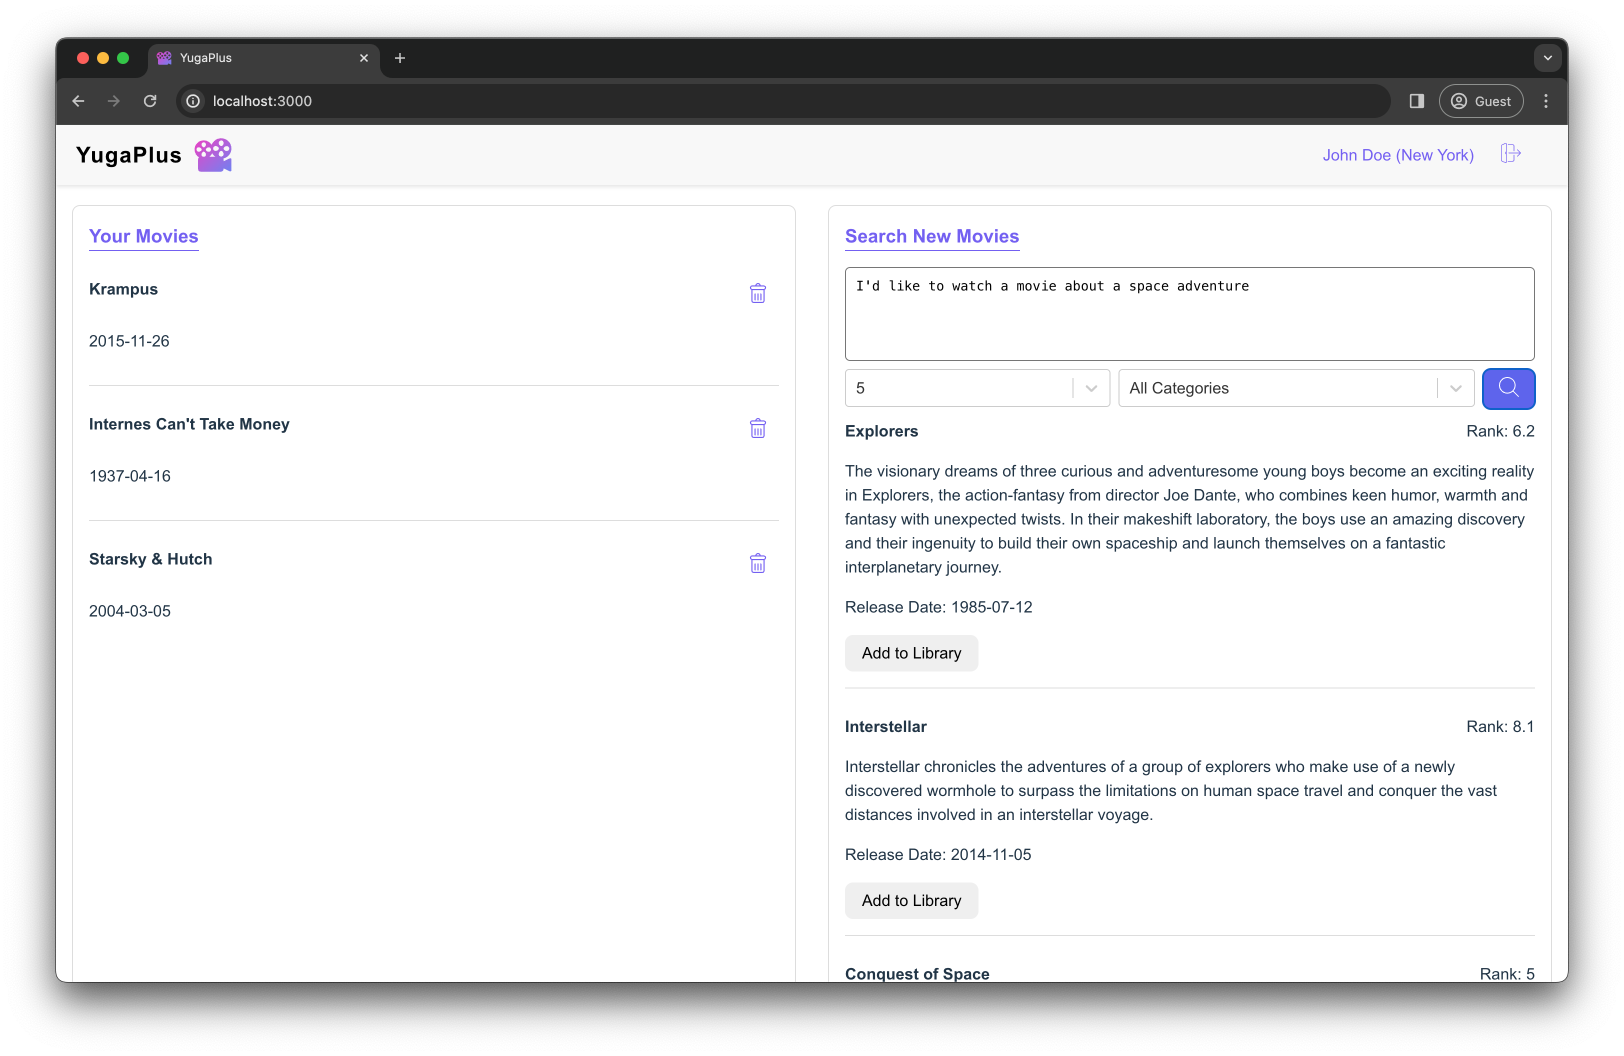 YugaPlus
localhost:3000
Guest
YugaPlus
John Doe (New York)
Your Movies
Krampus
2015-11-26
Internes Can't Take Money
1937-04-16
Starsky & Hutch
2004-03-05
Search New Movies
I'd like to watch a movie about a space adventure
5
All Categories
Explorers
Rank: 6.2
The visionary dreams of three curious and adventuresome young boys become an exciting reality
in Explorers, the action-fantasy from director Joe Dante, who combines keen humor, warmth and
fantasy with unexpected twists. In their makeshift laboratory, the boys use an amazing discovery
and their ingenuity to build their own spaceship and launch themselves on a fantastic
interplanetary journey.
Release Date: 1985-07-12
Add to Library
Interstellar
Rank: 8.1
Interstellar chronicles the adventures of a group of explorers who make use of a newly
discovered wormhole to surpass the limitations on human space travel and conquer the vast
distances involved in an interstellar voyage.
Release Date: 2014-11-05
Add to Library
Conquest of Space
Rank: 5